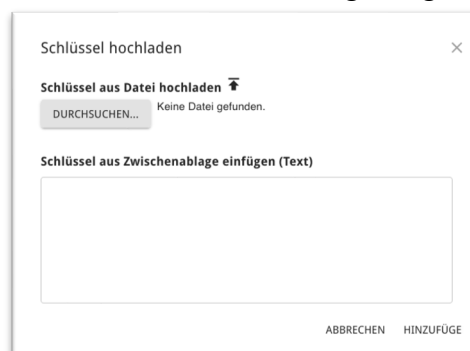 Schlüssel hochladen
Schlüssel aus Datei hochladen
DURCHSUCHEN... Keine Datei gefunden.
Schlüssel aus Zwischenablage einfügen (Text)
ABBRECHEN HINZUFÜGE